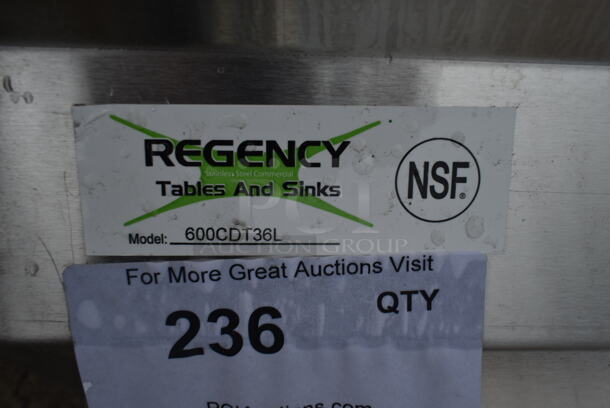 REGENCY
Stainless Steel Commercial
Tables And Sinks
Model: 600CDT36L
NSF®
PCI
AUCTION GROUP
For More Great Auctions Visit
236
QTY